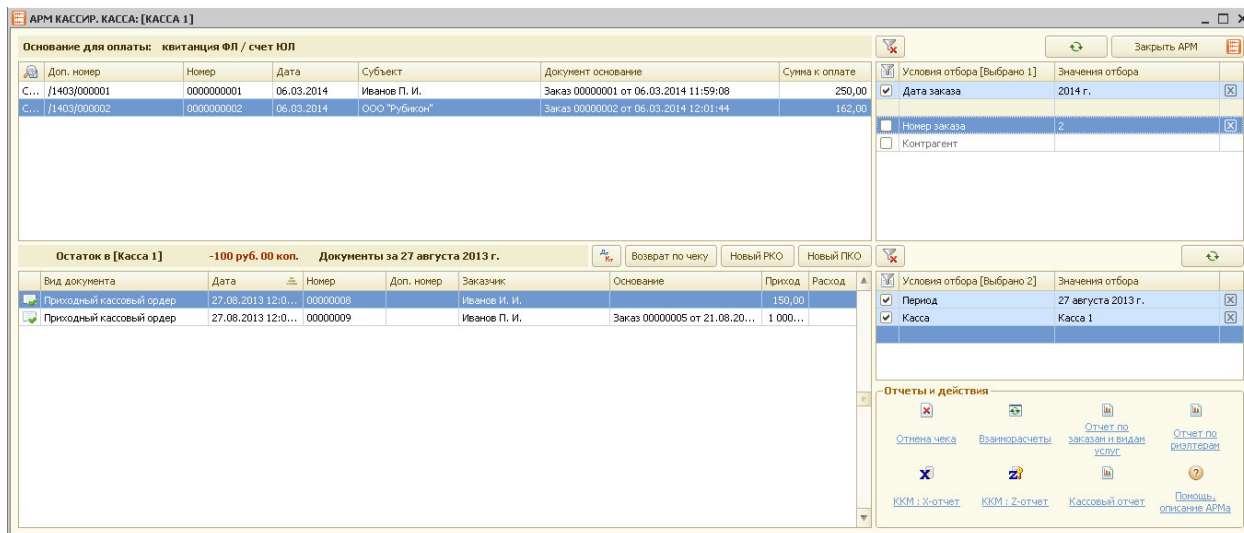 АРМ КАССИР. КАССА: [КАССА 1]
Основание для оплаты: квитанция ФЛ / счет ЮЛ
Закрыть АРМ
Доп. номер Номер Дата Субъект Документ основание Сумма к оплате
С... /1403/000001 0000000001 06.03.2014 Иванов П. И. Заказ 00000001 от 06.03.2014 11:59:08 250,00
С... /1403/000002 0000000002 06.03.2014 ООО "Рубикон" Заказ 00000002 от 06.03.2014 12:01:44 162,00
Условия отбора [Выбрано 1] Значения отбора
Дата заказа 2014 г.
Номер заказа 2
Контрагент
Остаток в [Касса 1] -100 руб. 00 коп. Документы за 27 августа 2013 г. Дт Кт Возврат по чеку Новый РКО Новый ПКО
Вид документа Дата Номер Доп. номер Заказчик Основание Приход Расход
Приходный кассовый ордер 27.08.2013 12:0... 00000008 Иванов И. И. 150,00
Приходный кассовый ордер 27.08.2013 12:0... 00000009 Иванов П. И. Заказ 00000005 от 21.08.20... 1 000...
Условия отбора [Выбрано 2] Значения отбора
Период 27 августа 2013 г.
Касса Касса 1
Отчеты и действия
Отмена чека
Взаиморасчеты
Отчет по
заказам и видам
услуг
Отчет по
риэлтерам
ККМ : X-отчет
ККМ : Z-отчет
Кассовый отчет
Помощь,
описание АРМа